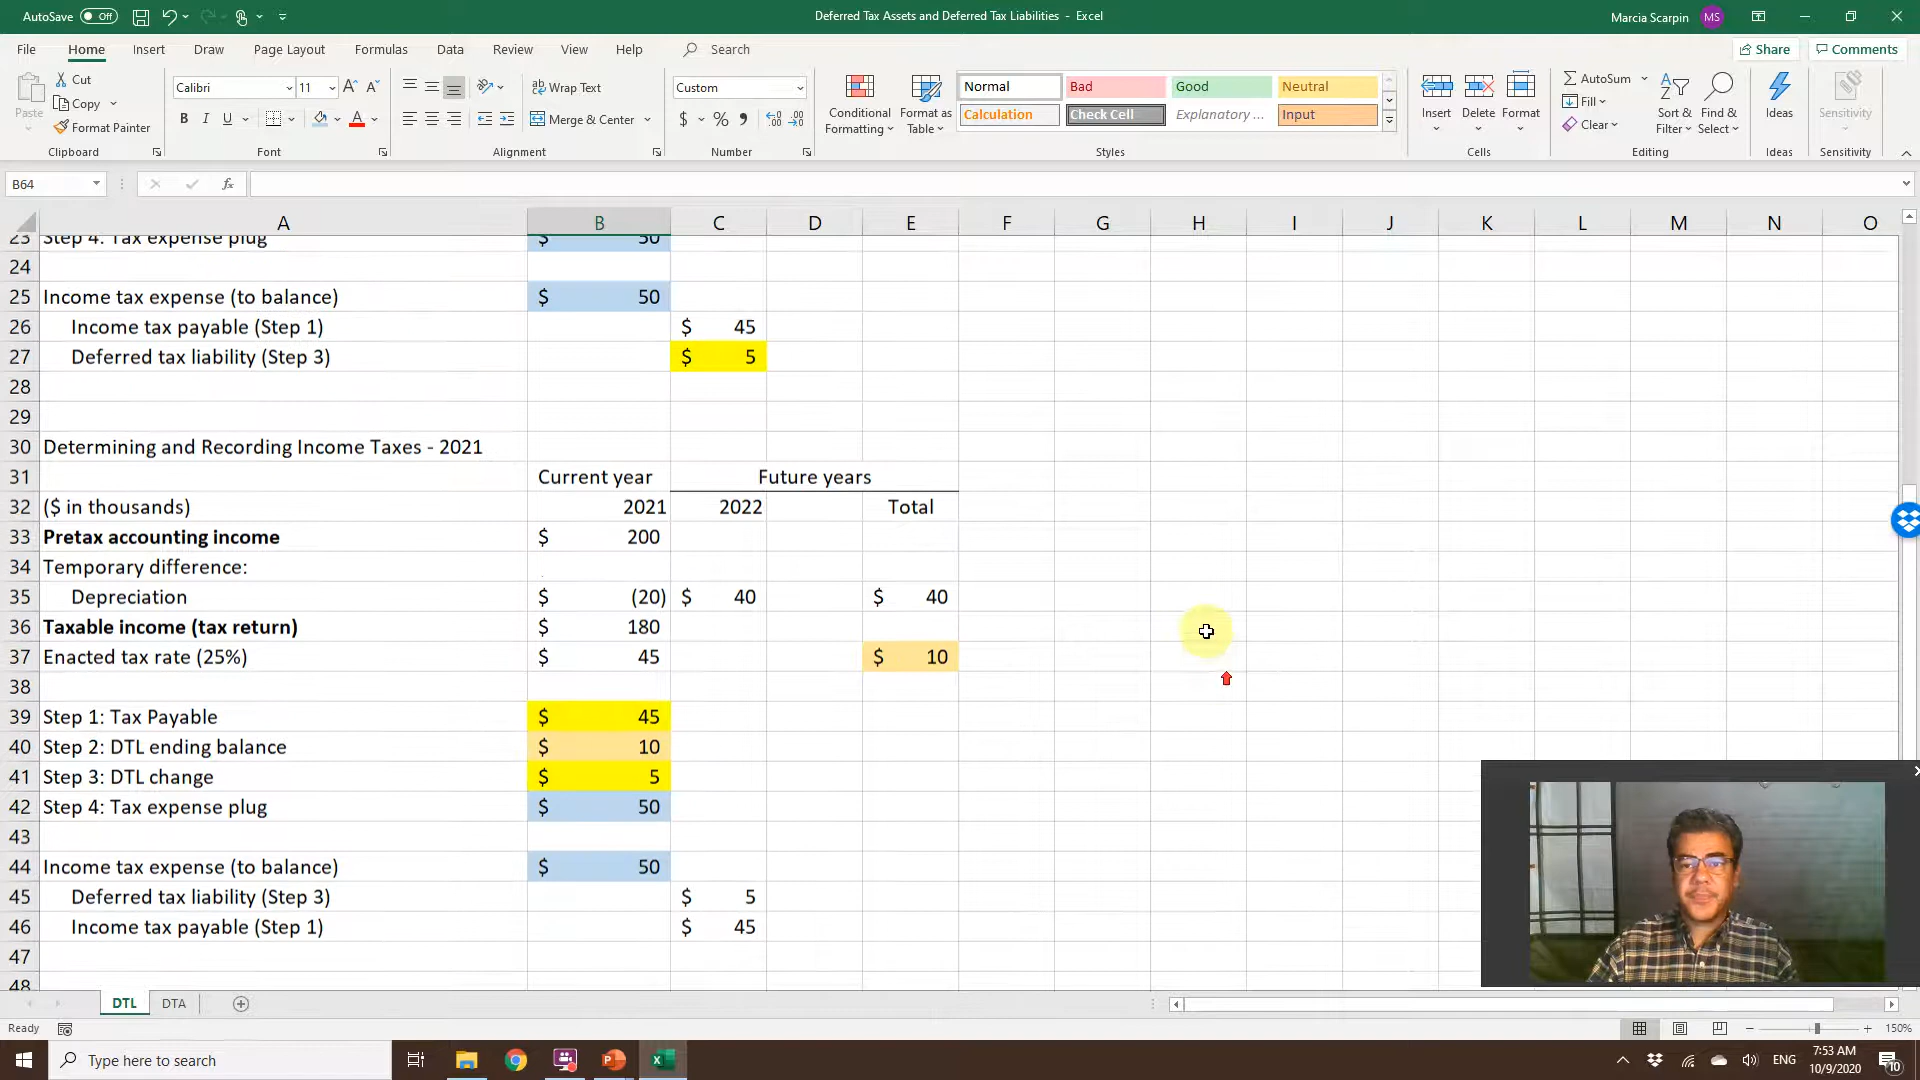 AutoSave Off
Deferred Tax Assets and Deferred Tax Liabilities - Excel
Marcia Scarpin MS
File Home Insert Draw Page Layout Formulas Data Review View Help Search
Share Comments
Paste
Cut
Copy
Format Painter
Clipboard
Calibri 11
B I U
Font
Wrap Text
Merge & Center
Alignment
Custom
$ % 9
Number
Conditional Formatting
Format as Table
Normal Bad Good Neutral
Calculation Check Cell Explanatory ... Input
Styles
Insert Delete Format
Cells
AutoSum
Fill
Clear
Sort & Filter
Find & Select
Editing
Ideas
Ideas
Sensitivity
Sensitivity
B64 fx
A B C D E F G H I J K L M N O
23 Step 4: Tax expense plug $ 50
24
25 Income tax expense (to balance) $ 50
26 Income tax payable (Step 1) $ 45
27 Deferred tax liability (Step 3) $ 5
28
29
30 Determining and Recording Income Taxes - 2021
31 Current year Future years
32 ($ in thousands) 2021 2022 Total
33 Pretax accounting income $ 200
34 Temporary difference:
35 Depreciation $ (20) $ 40 $ 40
36 Taxable income (tax return) $ 180
37 Enacted tax rate (25%) $ 45 $ 10
38
39 Step 1: Tax Payable $ 45
40 Step 2: DTL ending balance $ 10
41 Step 3: DTL change $ 5
42 Step 4: Tax expense plug $ 50
43
44 Income tax expense (to balance) $ 50
45 Deferred tax liability (Step 3) $ 5
46 Income tax payable (Step 1) $ 45
47
48
DTL DTA
Ready
150%
Type here to search
ENG
7:53 AM
10/9/2020
10